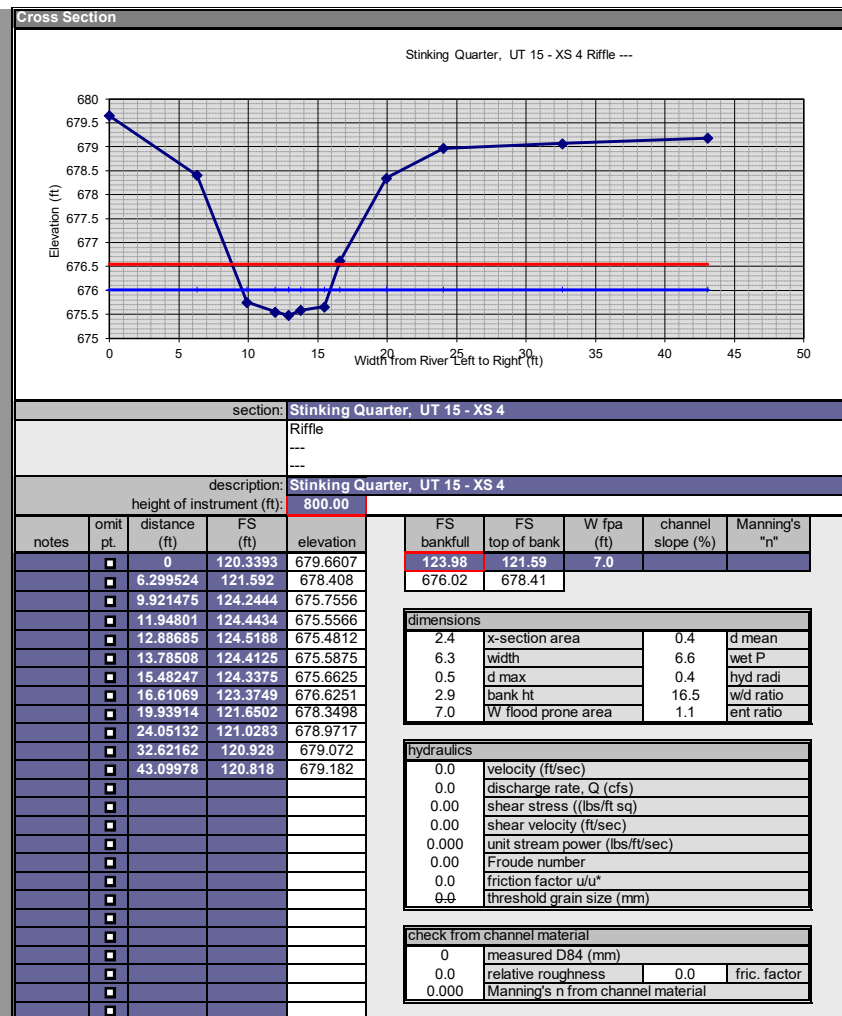 Cross Section
Stinking Quarter, UT 15 - XS 4 Riffle ---
680
679.5
679
678.5
678
677.5
677
676.5
676
675.5
675
Elevation (ft)
0 5 10 15 20 25 30 35 40 45 50
Width from River Left to Right (ft)
section: Stinking Quarter, UT 15 - XS 4
Riffle
---
---
description: Stinking Quarter, UT 15 - XS 4
height of instrument (ft): 800.00
notes omit pt. distance (ft) FS (ft) elevation
0 120.3393 679.6607
6.299524 121.592 678.408
9.921475 124.2444 675.7556
11.94801 124.4434 675.5566
12.88685 124.5188 675.4812
13.78508 124.4125 675.5875
15.48247 124.3375 675.6625
16.61069 123.3749 676.6251
19.93914 121.6502 678.3498
24.05132 121.0283 678.9717
32.62162 120.928 679.072
43.09978 120.818 679.182
FS bankfull FS top of bank W fpa (ft) channel slope (%) Manning's "n"
123.98 121.59 7.0
676.02 678.41
dimensions
2.4 x-section area 0.4 d mean
6.3 width 6.6 wet P
0.5 d max 0.4 hyd radi
2.9 bank ht 16.5 w/d ratio
7.0 W flood prone area 1.1 ent ratio
hydraulics
0.0 velocity (ft/sec)
0.0 discharge rate, Q (cfs)
0.00 shear stress ((lbs/ft sq)
0.00 shear velocity (ft/sec)
0.000 unit stream power (lbs/ft/sec)
0.00 Froude number
0.0 friction factor u/u*
0.0 threshold grain size (mm)
check from channel material
0 measured D84 (mm)
0.0 relative roughness 0.0 fric. factor
0.000 Manning's n from channel material